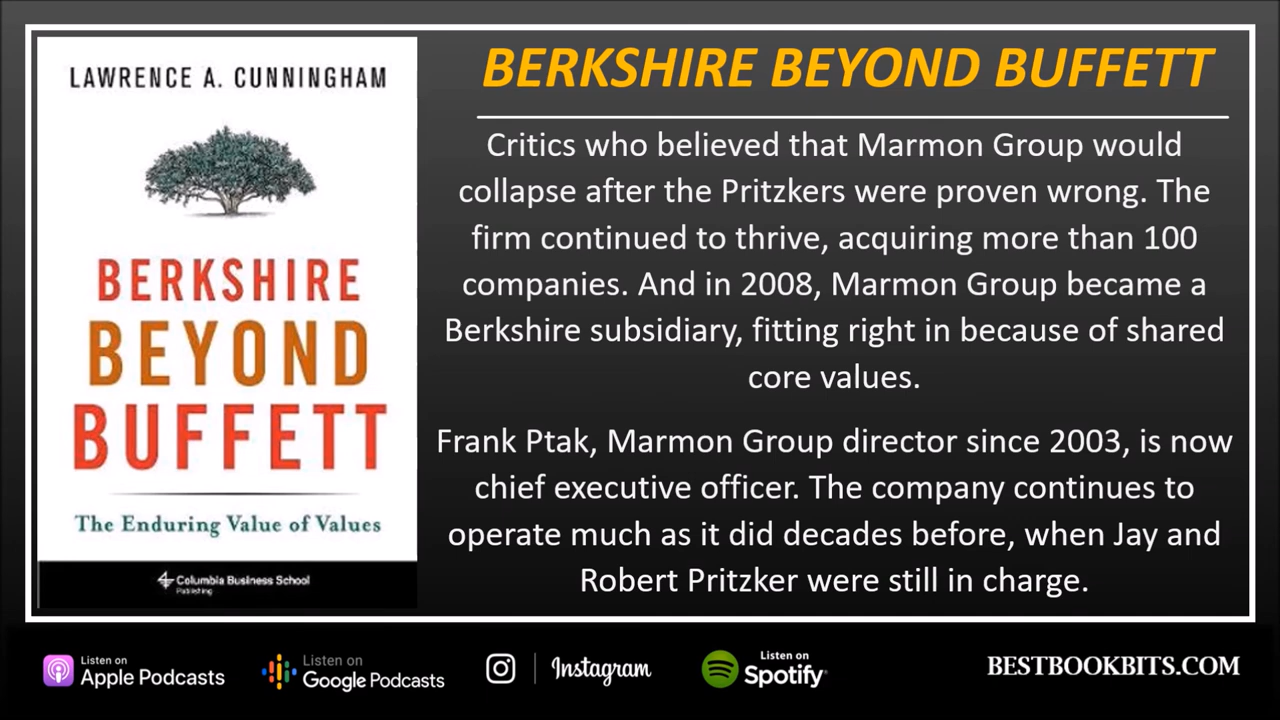 LAWRENCE A. CUNNINGHAM
BERKSHIRE
BEYOND
BUFFETT
The Enduring Value of Values
Columbia Business School
Publishing
BERKSHIRE BEYOND BUFFETT
Critics who believed that Marmon Group would
collapse after the Pritzkers were proven wrong. The
firm continued to thrive, acquiring more than 100
companies. And in 2008, Marmon Group became a
Berkshire subsidiary, fitting right in because of shared
core values.
Frank Ptak, Marmon Group director since 2003, is now
chief executive officer. The company continues to
operate much as it did decades before, when Jay and
Robert Pritzker were still in charge.
Listen on
Apple Podcasts
Listen on
Google Podcasts
Instagram
Listen on
Spotify
BESTBOOKBITS.COM